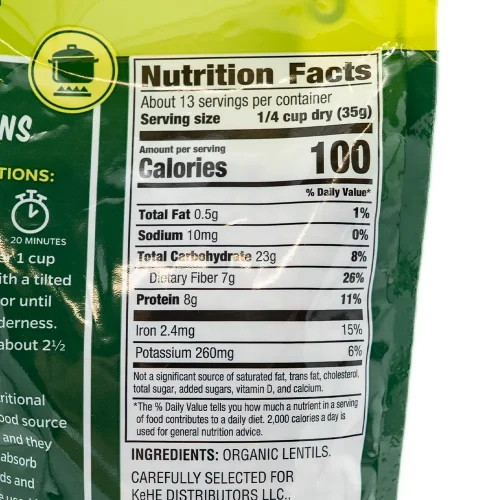 NS
TIONS:
- 20 MINUTES
r 1 cup
ith a tilted
or until
derness.
about 2½
ritional
ood source
and they
absorb
ds and
Nutrition Facts
About 13 servings per container
Serving size 1/4 cup dry (35g)
Amount per serving
Calories 100
% Daily Value*
Total Fat 0.5g 1%
Sodium 10mg 0%
Total Carbohydrate 23g 8%
Dietary Fiber 7g 26%
Protein 8g 11%
Iron 2.4mg 15%
Potassium 260mg 6%
Not a significant source of saturated fat, trans fat, cholesterol,
total sugar, added sugars, vitamin D, and calcium.
*The % Daily Value tells you how much a nutrient in a serving
of food contributes to a daily diet. 2,000 calories a day is
used for general nutrition advice.
INGREDIENTS: ORGANIC LENTILS.
CAREFULLY SELECTED FOR
KeHE DISTRIBUTORS LLC.,